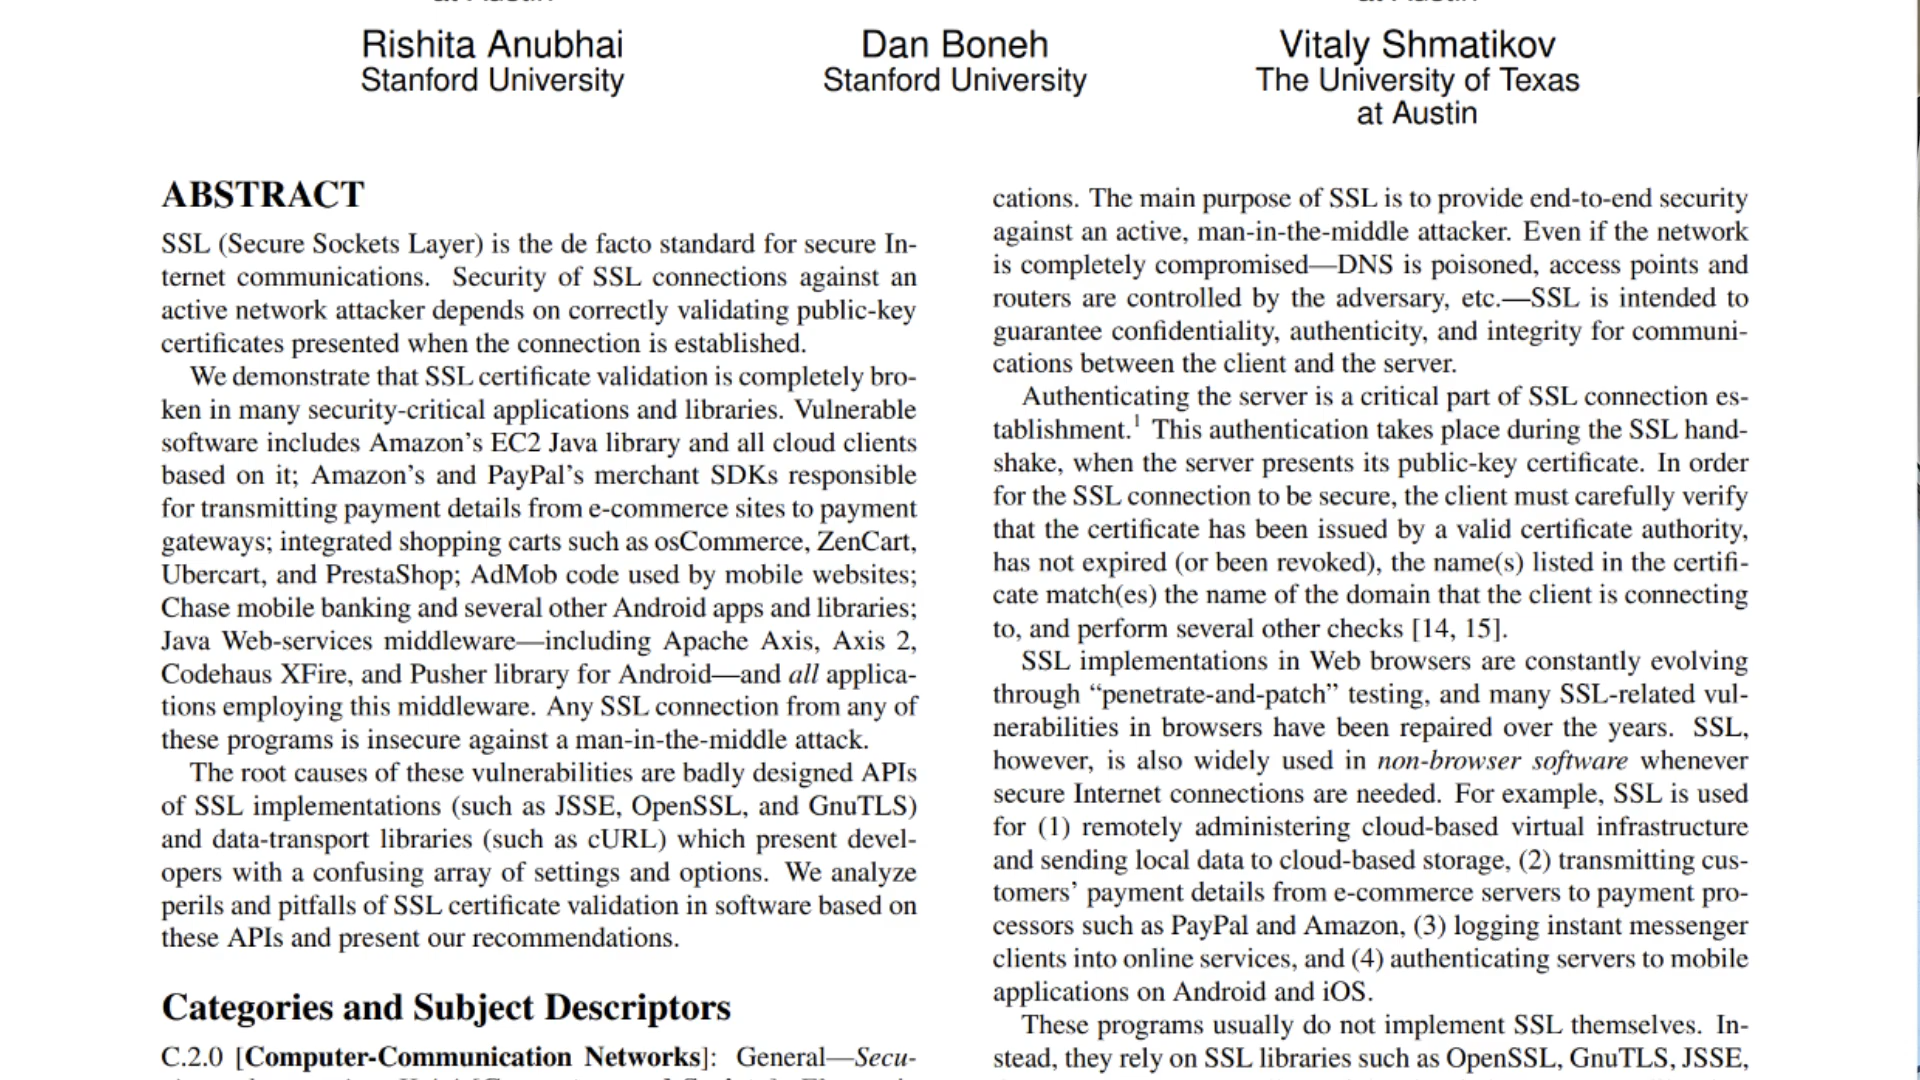 at Austin
at Austin
Rishita Anubhai
Stanford University
Dan Boneh
Stanford University
Vitaly Shmatikov
The University of Texas
at Austin
ABSTRACT
SSL (Secure Sockets Layer) is the de facto standard for secure In-
ternet communications. Security of SSL connections against an
active network attacker depends on correctly validating public-key
certificates presented when the connection is established.
We demonstrate that SSL certificate validation is completely bro-
ken in many security-critical applications and libraries. Vulnerable
software includes Amazon’s EC2 Java library and all cloud clients
based on it; Amazon’s and PayPal’s merchant SDKs responsible
for transmitting payment details from e-commerce sites to payment
gateways; integrated shopping carts such as osCommerce, ZenCart,
Ubercart, and PrestaShop; AdMob code used by mobile websites;
Chase mobile banking and several other Android apps and libraries;
Java Web-services middleware—including Apache Axis, Axis 2,
Codehaus XFire, and Pusher library for Android—and all applica-
tions employing this middleware. Any SSL connection from any of
these programs is insecure against a man-in-the-middle attack.
The root causes of these vulnerabilities are badly designed APIs
of SSL implementations (such as JSSE, OpenSSL, and GnuTLS)
and data-transport libraries (such as cURL) which present devel-
opers with a confusing array of settings and options. We analyze
perils and pitfalls of SSL certificate validation in software based on
these APIs and present our recommendations.
Categories and Subject Descriptors
C.2.0 [Computer-Communication Networks]: General—Secu-
cations. The main purpose of SSL is to provide end-to-end security
against an active, man-in-the-middle attacker. Even if the network
is completely compromised—DNS is poisoned, access points and
routers are controlled by the adversary, etc.—SSL is intended to
guarantee confidentiality, authenticity, and integrity for communi-
cations between the client and the server.
Authenticating the server is a critical part of SSL connection es-
tablishment.1 This authentication takes place during the SSL hand-
shake, when the server presents its public-key certificate. In order
for the SSL connection to be secure, the client must carefully verify
that the certificate has been issued by a valid certificate authority,
has not expired (or been revoked), the name(s) listed in the certifi-
cate match(es) the name of the domain that the client is connecting
to, and perform several other checks [14, 15].
SSL implementations in Web browsers are constantly evolving
through “penetrate-and-patch” testing, and many SSL-related vul-
nerabilities in browsers have been repaired over the years. SSL,
however, is also widely used in non-browser software whenever
secure Internet connections are needed. For example, SSL is used
for (1) remotely administering cloud-based virtual infrastructure
and sending local data to cloud-based storage, (2) transmitting cus-
tomers’ payment details from e-commerce servers to payment pro-
cessors such as PayPal and Amazon, (3) logging instant messenger
clients into online services, and (4) authenticating servers to mobile
applications on Android and iOS.
These programs usually do not implement SSL themselves. In-
stead, they rely on SSL libraries such as OpenSSL, GnuTLS, JSSE,